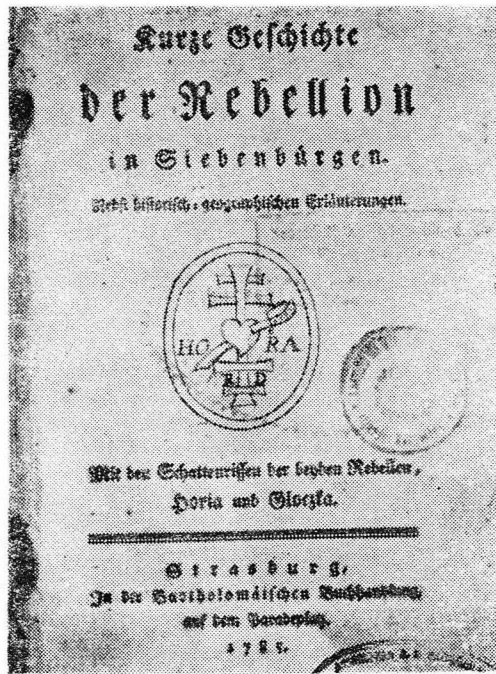 Kurze Geschichte
der Rebellion
in Siebenbürgen.
Nebst historisch-geographischen Erläuterungen.
HO RA
Mit den Schattenrissen der beyden Rebellen,
Horia und Gloczka.
Strasburg,
In der Bartholomäischen Buchhandlung,
auf dem Paradeplatz.
1785.